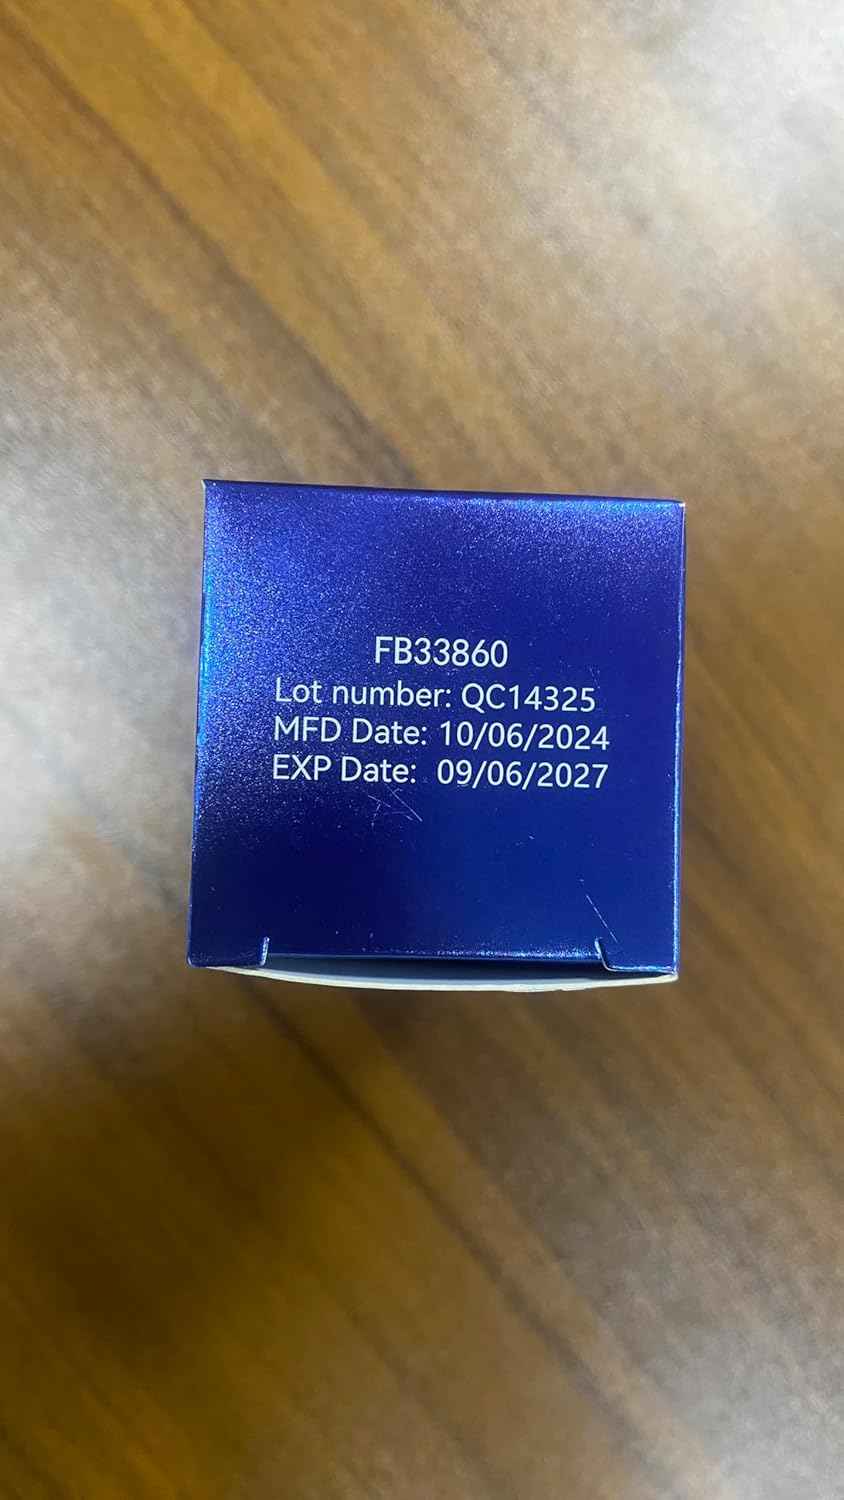 FB33860
Lot number: QC14325
MFD Date: 10/06/2024
EXP Date: 09/06/2027